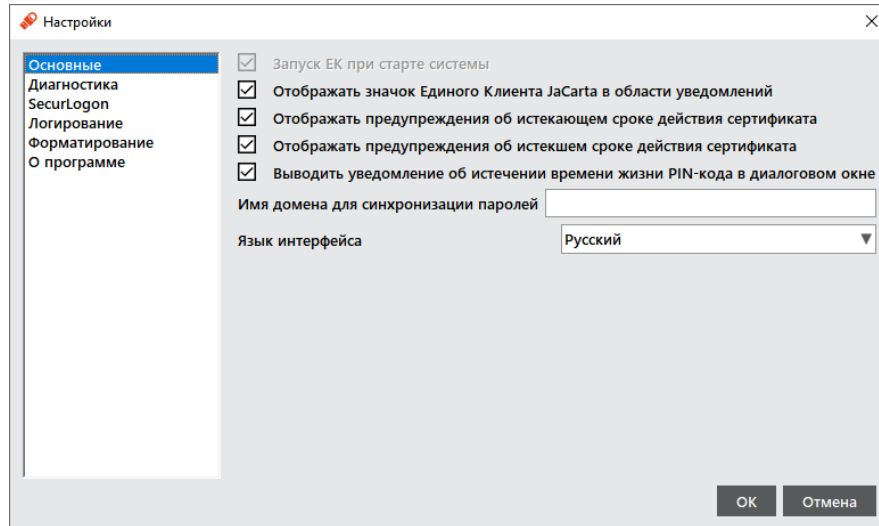 Настройки
Основные
Диагностика
SecurLogon
Логирование
Форматирование
О программе
Запуск ЕК при старте системы
Отображать значок Единого Клиента JaCarta в области уведомлений
Отображать предупреждения об истекающем сроке действия сертификата
Отображать предупреждения об истекшем сроке действия сертификата
Выводить уведомление об истечении времени жизни PIN-кода в диалоговом окне
Имя домена для синхронизации паролей
Язык интерфейса Русский
ОК Отмена